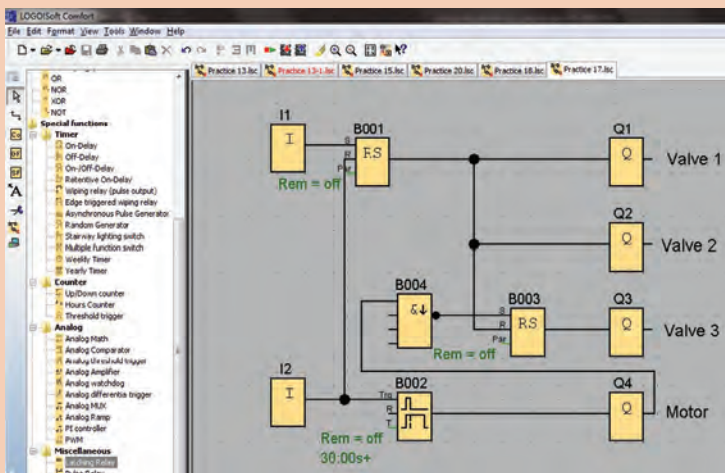 LOGO!Soft Comfort
File Edit Format View Tools Window Help
Practice 13.lsc Practice 13-1.lsc Practice 15.lsc Practice 20.lsc Practice 18.lsc Practice 17.lsc
OR
NOR
XOR
NOT
Special functions
Timer
On-Delay
Off-Delay
On-/Off-Delay
Retentive On-Delay
Wiping relay (pulse output)
Edge triggered wiping relay
Asynchronous Pulse Generator
Random Generator
Stairway lighting switch
Multiple function switch
Weekly Timer
Yearly Timer
Counter
Up/Down counter
Hours Counter
Threshold trigger
Analog
Analog Math
Analog Comparator
Analog threshold trigger
Analog Amplifier
Analog watchdog
Analog differential trigger
Analog MUX
Analog Ramp
PI controller
PWM
Miscellaneous
Latching Relay
Pulse Relay
Co
GF
SF
A
I1
I
B001
S
R
Par
RS
Rem = off
Q1
Q
Valve 1
Q2
Q
Valve 2
B004
&↓
B003
S
R
Par
RS
Rem = off
Q3
Q
Valve 3
I2
I
B002
Trg
R
T
Rem = off
30:00s+
Q4
Q
Motor